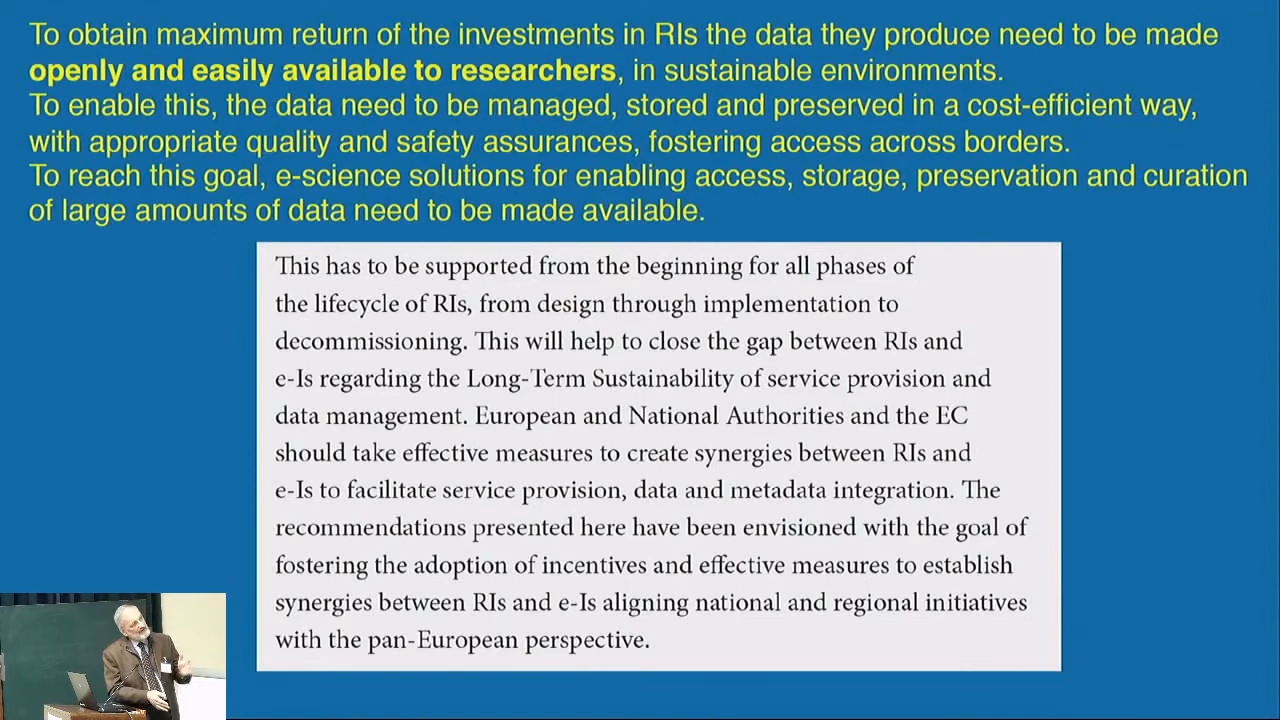 To obtain maximum return of the investments in RIs the data they produce need to be made
openly and easily available to researchers, in sustainable environments.
To enable this, the data need to be managed, stored and preserved in a cost-efficient way,
with appropriate quality and safety assurances, fostering access across borders.
To reach this goal, e-science solutions for enabling access, storage, preservation and curation
of large amounts of data need to be made available.
This has to be supported from the beginning for all phases of
the lifecycle of RIs, from design through implementation to
decommissioning. This will help to close the gap between RIs and
e-Is regarding the Long-Term Sustainability of service provision and
data management. European and National Authorities and the EC
should take effective measures to create synergies between RIs and
e-Is to facilitate service provision, data and metadata integration. The
recommendations presented here have been envisioned with the goal of
fostering the adoption of incentives and effective measures to establish
synergies between RIs and e-Is aligning national and regional initiatives
with the pan-European perspective.